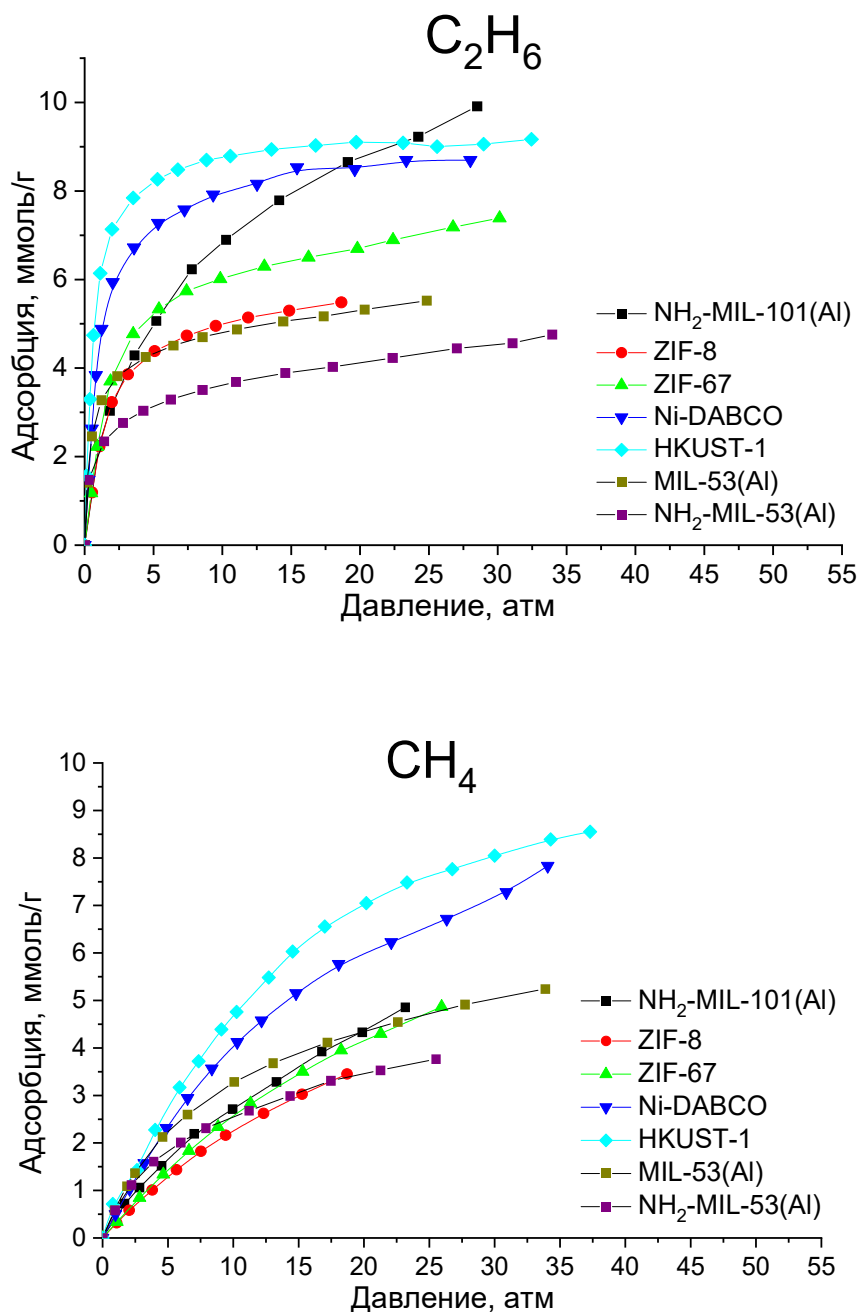 C₂H₆
Адсорбция, ммоль/г
10
8
6
4
2
0
NH₂-MIL-101(Al)
ZIF-8
ZIF-67
Ni-DABCO
HKUST-1
MIL-53(Al)
NH₂-MIL-53(Al)
0 5 10 15 20 25 30 35 40 45 50 55
Давление, атм
CH₄
Адсорбция, ммоль/г
10
9
8
7
6
5
4
3
2
1
0
NH₂-MIL-101(Al)
ZIF-8
ZIF-67
Ni-DABCO
HKUST-1
MIL-53(Al)
NH₂-MIL-53(Al)
0 5 10 15 20 25 30 35 40 45 50 55
Давление, атм